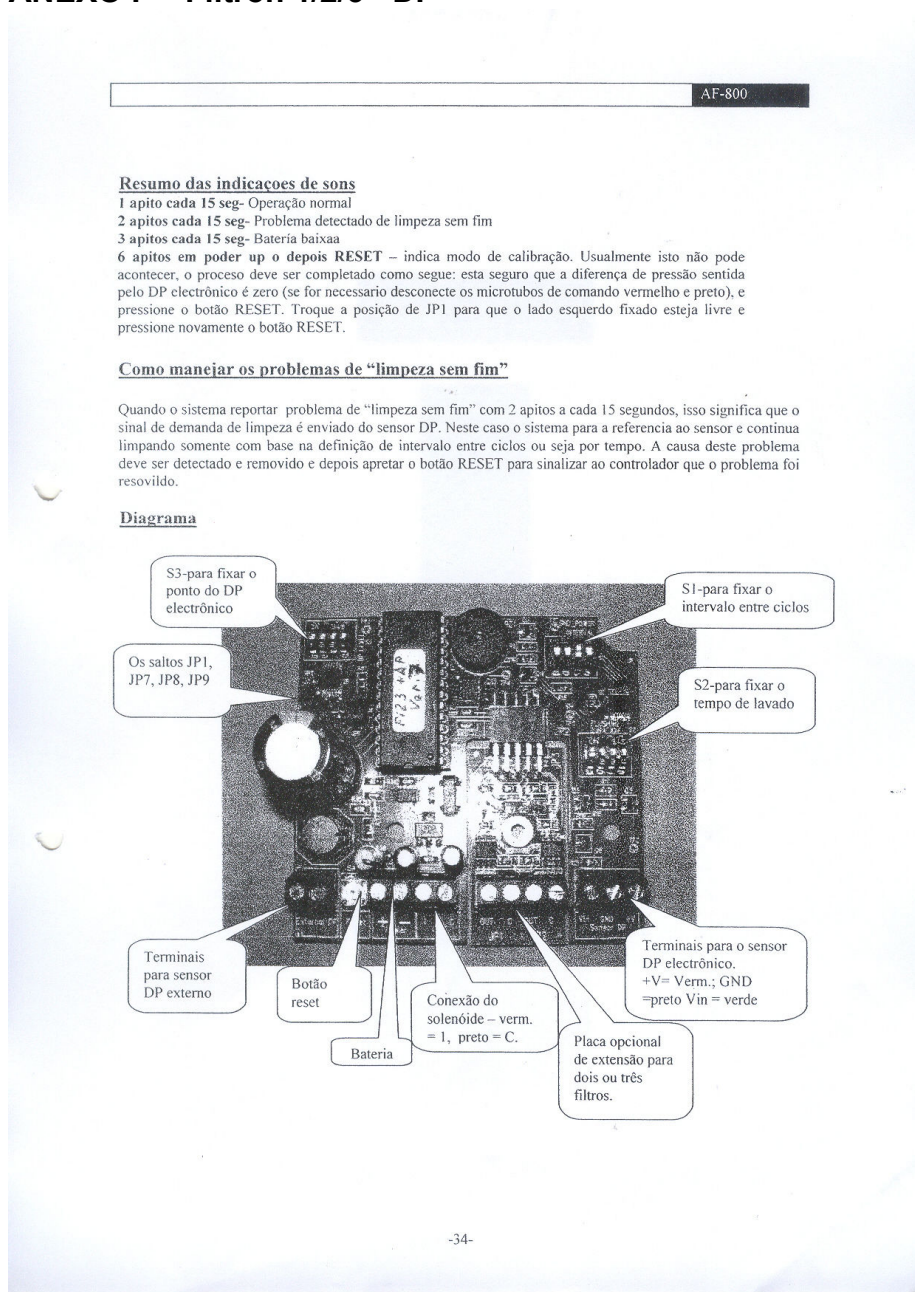 AF-800
Resumo das indicaçoes de sons
1 apito cada 15 seg- Operação normal
2 apitos cada 15 seg- Problema detectado de limpeza sem fim
3 apitos cada 15 seg- Batería baixaa
6 apitos em poder up o depois RESET – indica modo de calibração. Usualmente isto não pode
acontecer, o proceso deve ser completado como segue: esta seguro que a diferença de pressão sentida
pelo DP electrônico é zero (se for necessario desconecte os microtubos de comando vermelho e preto), e
pressione o botão RESET. Troque a posição de JP1 para que o lado esquerdo fixado esteja livre e
pressione novamente o botão RESET.
Como manejar os problemas de “limpeza sem fim”
Quando o sistema reportar problema de “limpeza sem fim” com 2 apitos a cada 15 segundos, isso significa que o
sinal de demanda de limpeza é enviado do sensor DP. Neste caso o sistema para a referencia ao sensor e continua
limpando somente com base na definição de intervalo entre ciclos ou seja por tempo. A causa deste problema
deve ser detectado e removido e depois apretar o botão RESET para sinalizar ao controlador que o problema foi
resovildo.
Diagrama
S3-para fixar o
ponto do DP
electrônico
S1-para fixar o
intervalo entre ciclos
Os saltos JP1,
JP7, JP8, JP9
S2-para fixar o
tempo de lavado
Fi23 +AP
External DP
GND
Sensor DP
Terminais
para sensor
DP externo
Botão
reset
Bateria
Conexão do
solenóide – verm.
= 1, preto = C.
Placa opcional
de extensão para
dois ou três
filtros.
Terminais para o sensor
DP electrônico.
+V= Verm.; GND
=preto Vin = verde
-34-